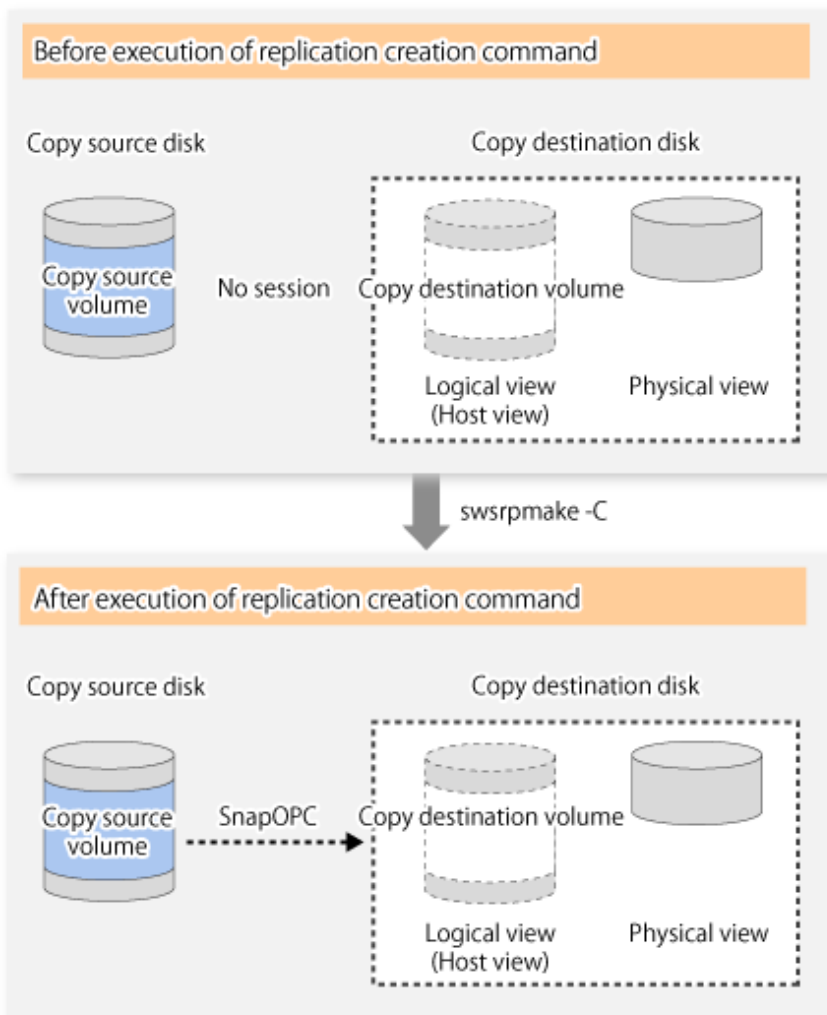 Before execution of replication creation command
Copy source disk
Copy destination disk
Copy source
volume
No session
Copy destination volume
Logical view
(Host view)
Physical view
swsrpmake -C
After execution of replication creation command
Copy source disk
Copy destination disk
Copy source
volume
SnapOPC
Copy destination volume
Logical view
(Host view)
Physical view